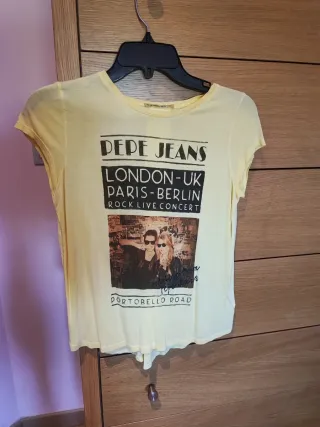 PEPE JEANS
LONDON-UK
PARIS-BERLIN
ROCK LIVE CONCERT
PORTOBELLO ROAD